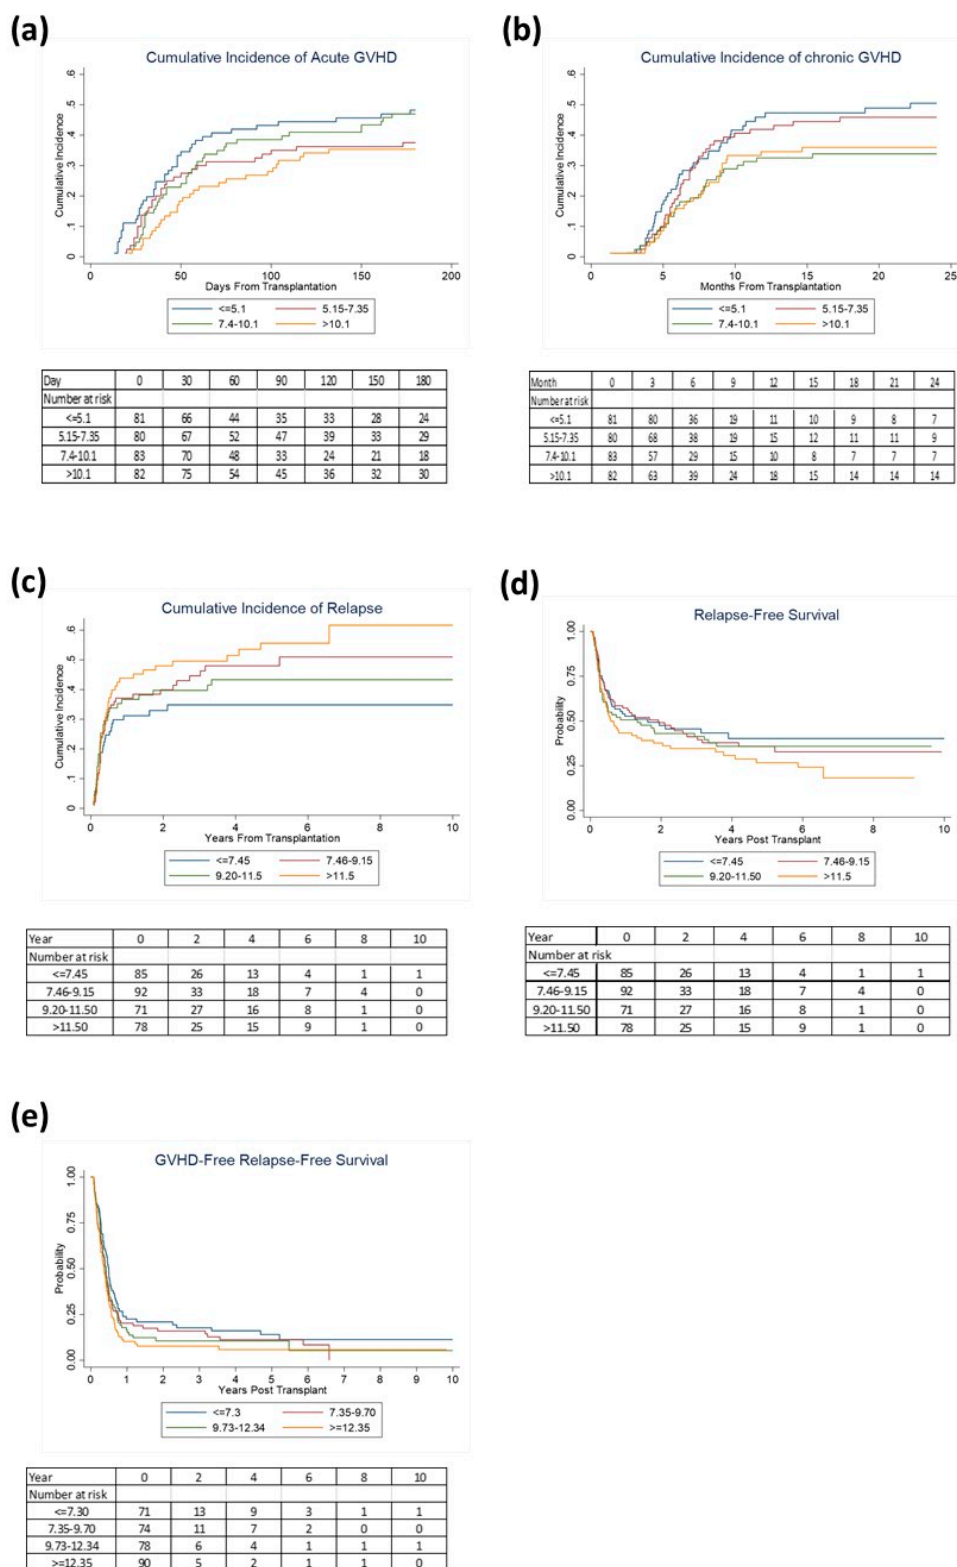 (a)
Cumulative Incidence of Acute GVHD
Cumulative Incidence
0 .1 .2 .3 .4 .5 .6
0 50 100 150 200
Days From Transplantation
<=5.1 5.15-7.35
7.4-10.1 >10.1
Day 0 30 60 90 120 150 180
Number at risk
<=5.1 81 66 44 35 33 28 24
5.15-7.35 80 67 52 47 39 33 29
7.4-10.1 83 70 48 33 24 21 18
>10.1 82 75 54 45 36 32 30
(b)
Cumulative Incidence of chronic GVHD
Cumulative Incidence
0 .1 .2 .3 .4 .5 .6
0 5 10 15 20 25
Months From Transplantation
<=5.1 5.15-7.35
7.4-10.1 >10.1
Month 0 3 6 9 12 15 18 21 24
Number at risk
<=5.1 81 80 36 19 11 10 9 8 7
5.15-7.35 80 68 38 19 15 12 11 11 9
7.4-10.1 83 57 29 15 10 8 7 7 7
>10.1 82 63 39 24 18 15 14 14 14
(c)
Cumulative Incidence of Relapse
Cumulative Incidence
0 .1 .2 .3 .4 .5 .6
0 2 4 6 8 10
Years From Transplantation
<=7.45 7.46-9.15
9.20-11.5 >11.5
Year 0 2 4 6 8 10
Number at risk
<=7.45 85 26 13 4 1 1
7.46-9.15 92 33 18 7 4 0
9.20-11.50 71 27 16 8 1 0
>11.50 78 25 15 9 1 0
(d)
Relapse-Free Survival
Probability
0.00 0.25 0.50 0.75 1.00
0 2 4 6 8 10
Years Post Transplant
<=7.45 7.46-9.15
9.20-11.50 >11.5
Year 0 2 4 6 8 10
Number at risk
<=7.45 85 26 13 4 1 1
7.46-9.15 92 33 18 7 4 0
9.20-11.50 71 27 16 8 1 0
>11.50 78 25 15 9 1 0
(e)
GVHD-Free Relapse-Free Survival
Probability
0.00 0.25 0.50 0.75 1.00
0 1 2 3 4 5 6 7 8 9 10
Years Post Transplant
<=7.3 7.35-9.70
9.73-12.34 >=12.35
Year 0 2 4 6 8 10
Number at risk
<=7.30 71 13 9 3 1 1
7.35-9.70 74 11 7 2 0 0
9.73-12.34 78 6 4 1 1 1
>=12.35 90 5 2 1 1 0